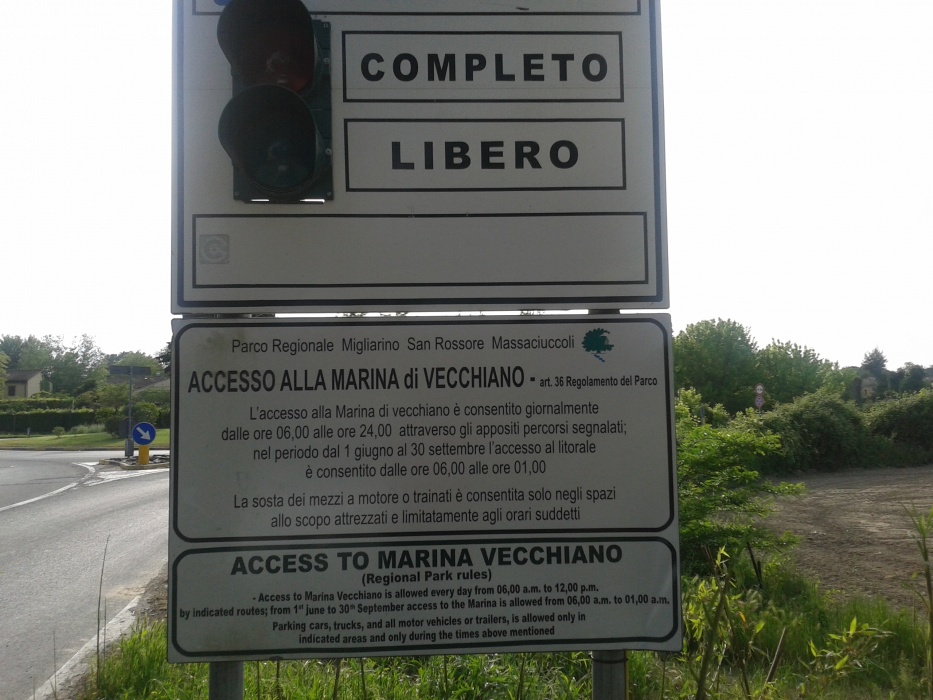 COMPLETO
LIBERO
Parco Regionale Migliarino San Rossore Massaciuccoli
ACCESSO ALLA MARINA di VECCHIANO - art. 36 Regolamento del Parco
L'accesso alla Marina di vecchiano è consentito giornalmente
dalle ore 06,00 alle ore 24,00 attraverso gli appositi percorsi segnalati;
nel periodo dal 1 giugno al 30 settembre l'accesso al litorale
è consentito dalle ore 06,00 alle ore 01,00
La sosta dei mezzi a motore o trainati è consentita solo negli spazi
allo scopo attrezzati e limitatamente agli orari suddetti
ACCESS TO MARINA VECCHIANO
(Regional Park rules)
- Access to Marina Vecchiano is allowed every day from 06,00 a.m. to 12,00 p.m.
by indicated routes; from 1st june to 30th September access to the Marina is allowed from 06,00 a.m. to 01,00 a.m.
Parking cars, trucks, and all motor vehicles or trailers, is allowed only in
indicated areas and only during the times above mentioned